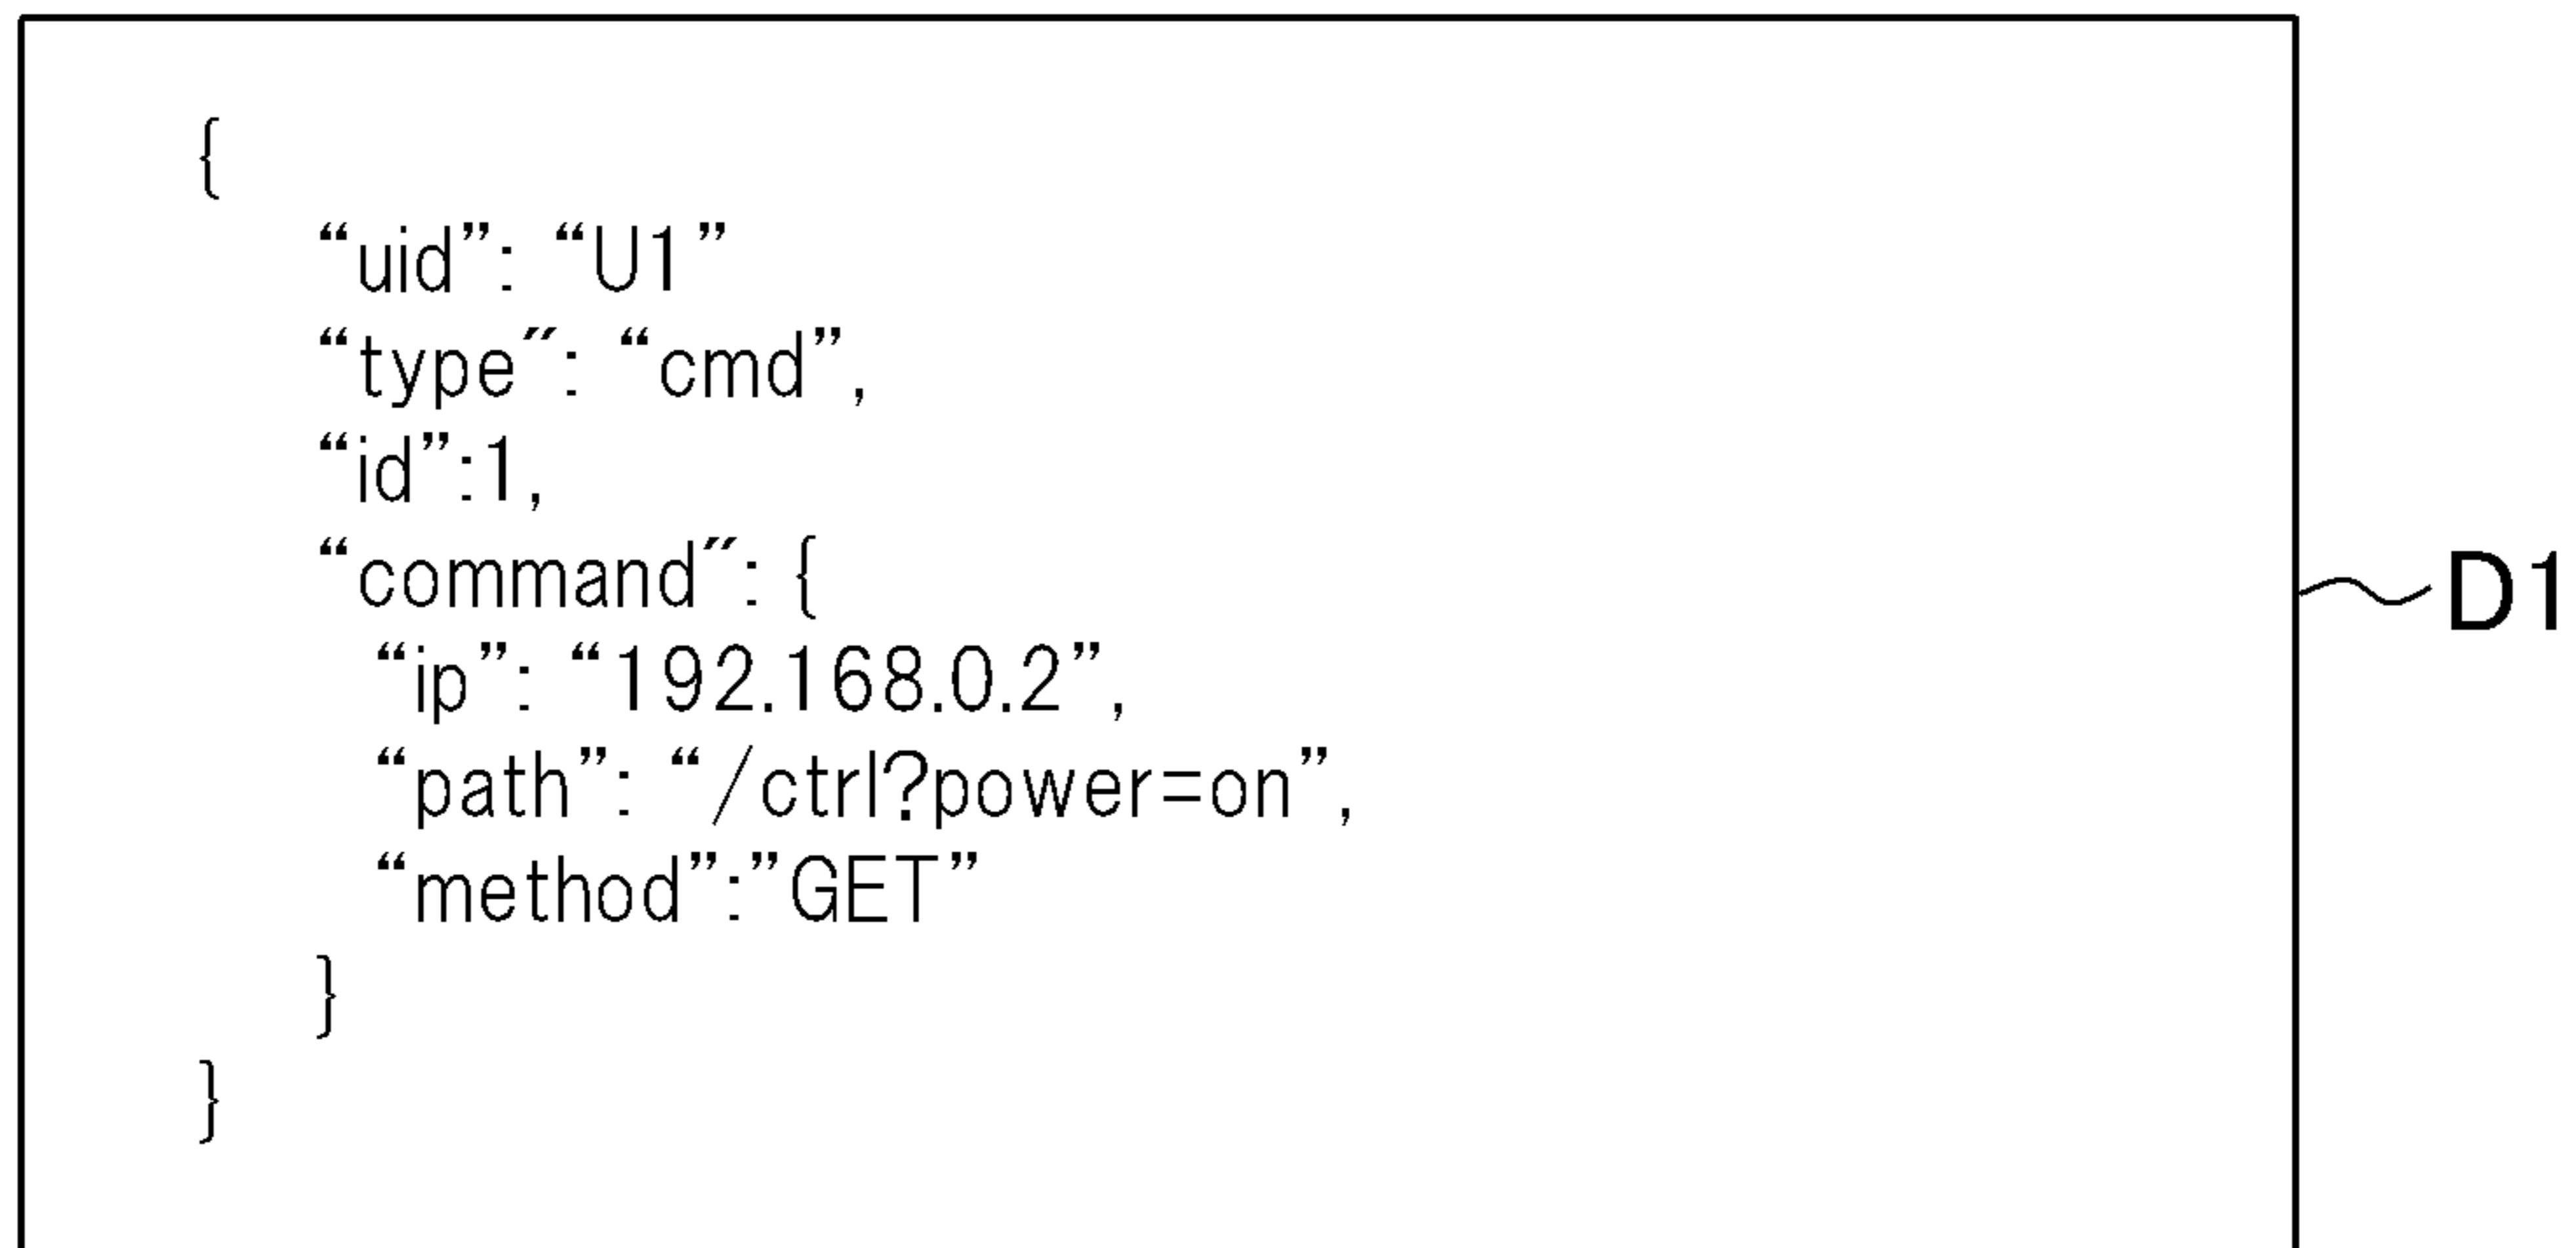 {
“uid”: “U1”
“type″: “cmd”,
“id”:1,
“command″: {
“ip”: “192.168.0.2”,
“path”: “/ctrl?power=on”,
“method”:”GET”
}
}
D1